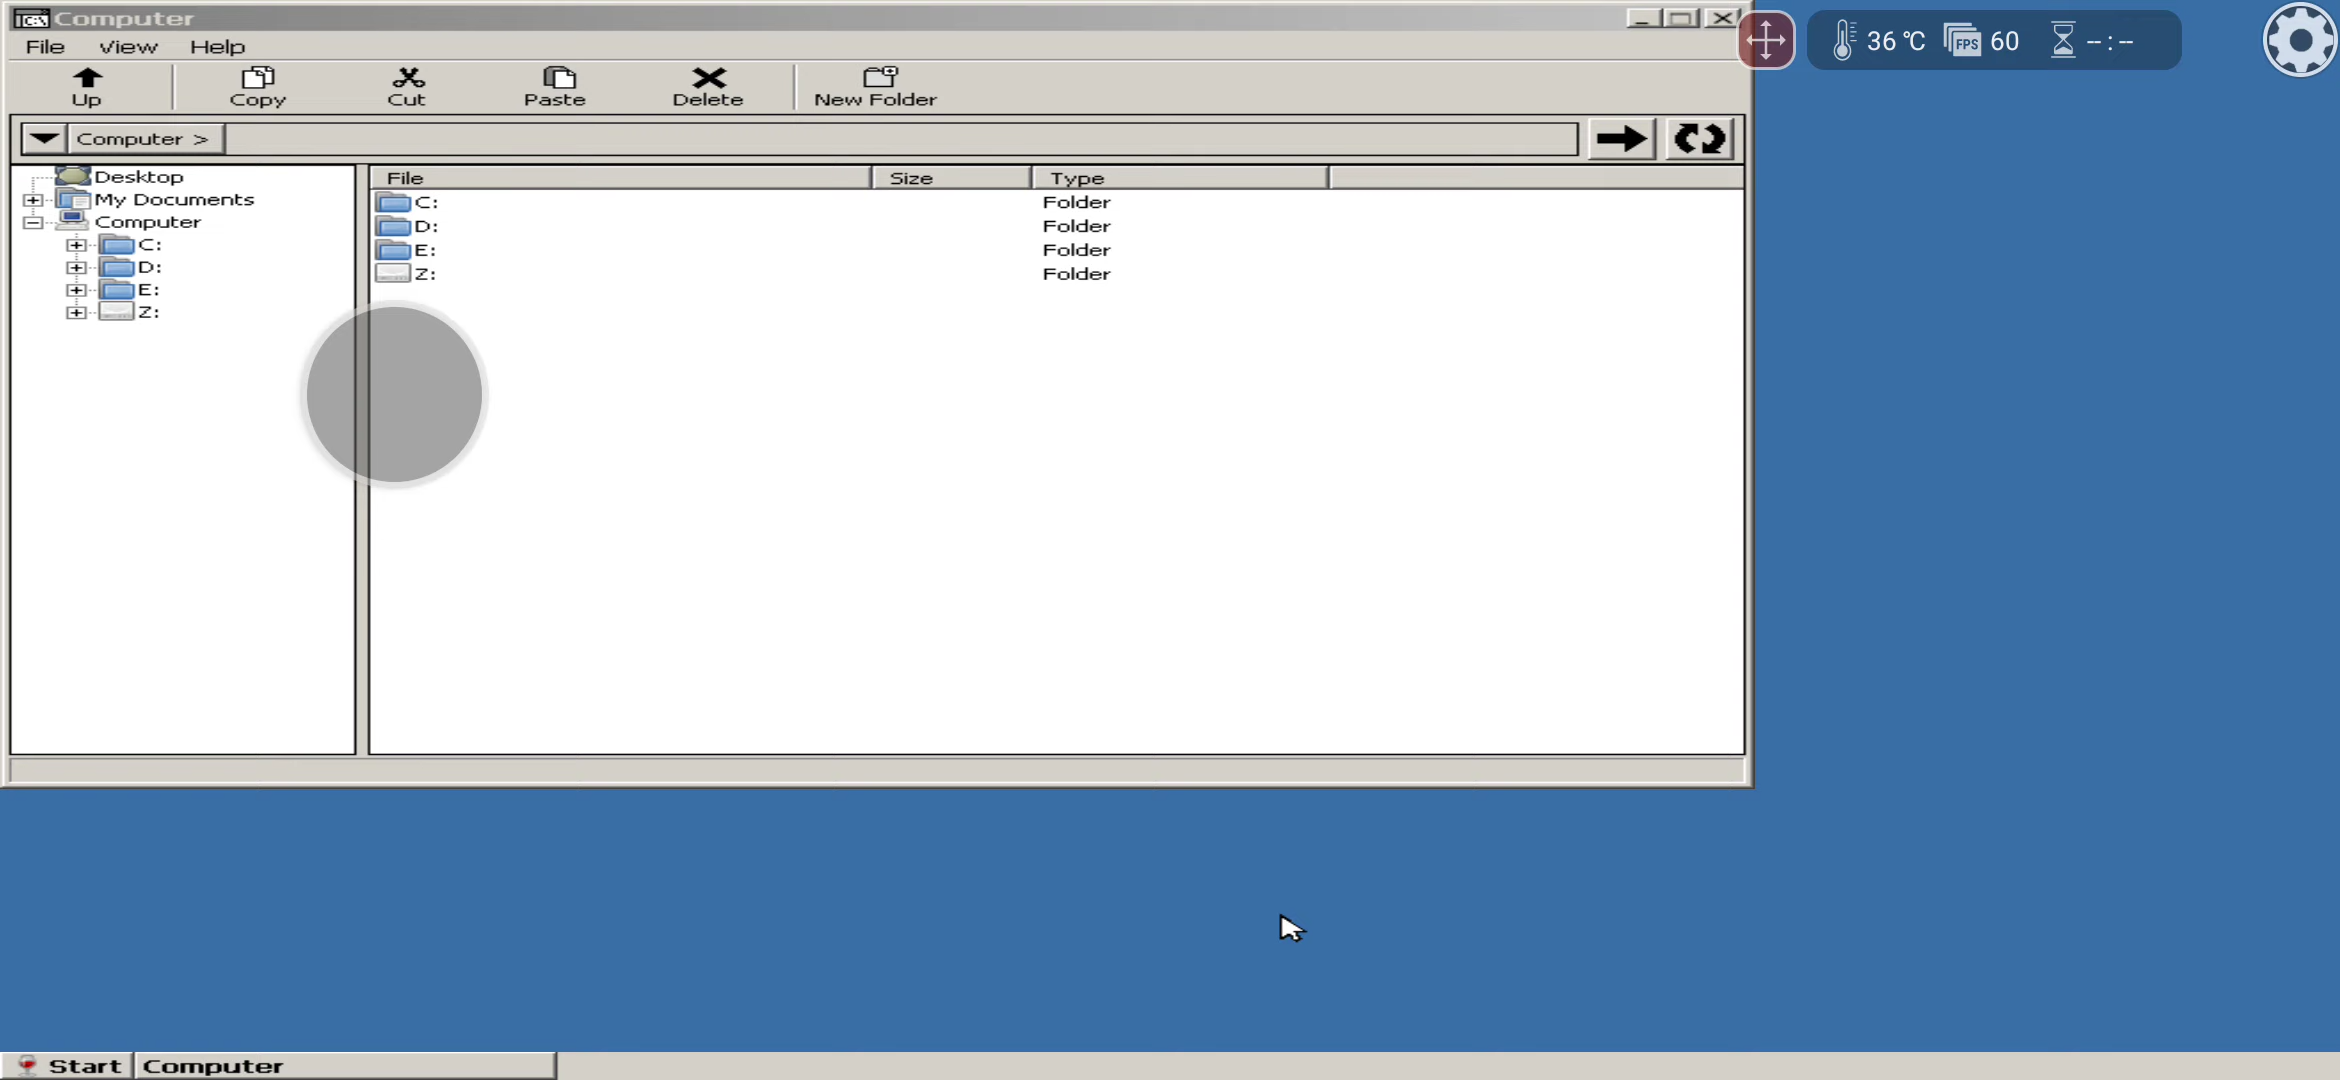 Computer
File View Help
Up Copy Cut Paste Delete New Folder
36 ℃ FPS 60 -- : --
Computer >
Desktop
My Documents
Computer
C:
D:
E:
Z:
File Size Type
C: Folder
D: Folder
E: Folder
Z: Folder
Start Computer